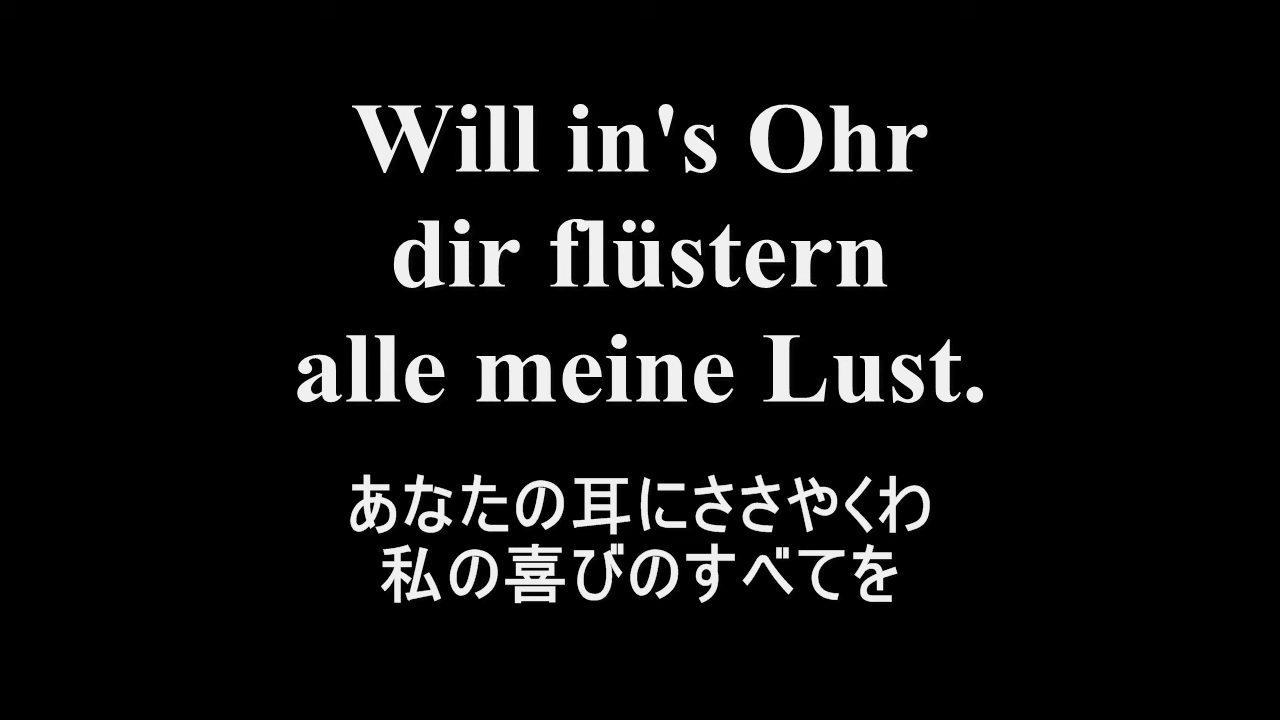 Will in's Ohr
dir flüstern
alle meine Lust.
あなたの耳にささやくわ
私の喜びのすべてを